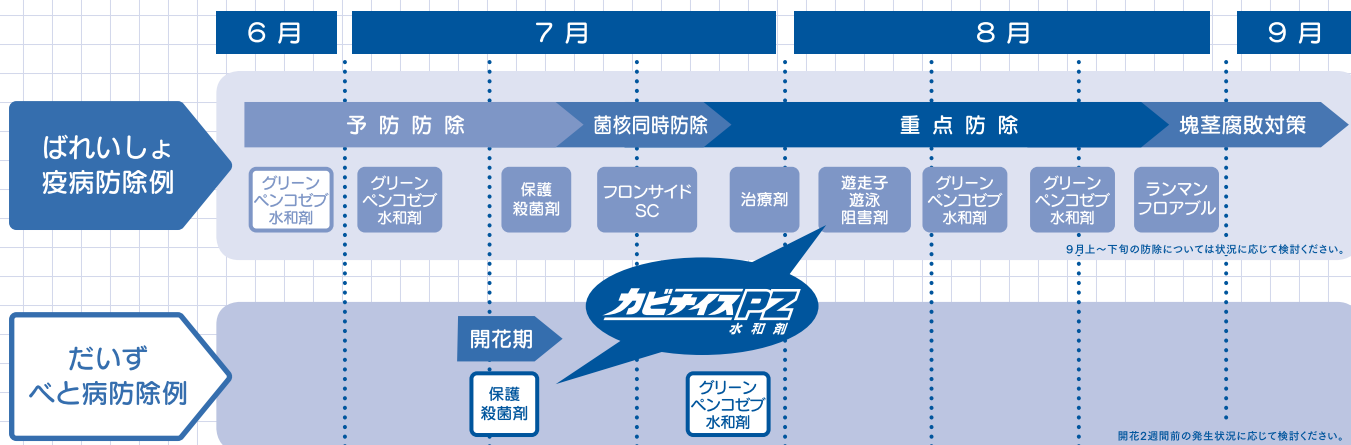 6月
7月
8月
9月
ばれいしょ
疫病防除例
予防防除
菌核同時防除
重点防除
塊茎腐敗対策
グリーン
ペンコゼブ
水和剤
グリーン
ペンコゼブ
水和剤
保護
殺菌剤
フロンサイド
SC
治療剤
遊走子
遊泳
阻害剤
グリーン
ペンコゼブ
水和剤
グリーン
ペンコゼブ
水和剤
ランマン
フロアブル
9月上~下旬の防除については状況に応じて検討ください。
カビナイスPZ
水和剤
だいず
べと病防除例
開花期
保護
殺菌剤
グリーン
ペンコゼブ
水和剤
開花2週間前の発生状況に応じて検討ください。